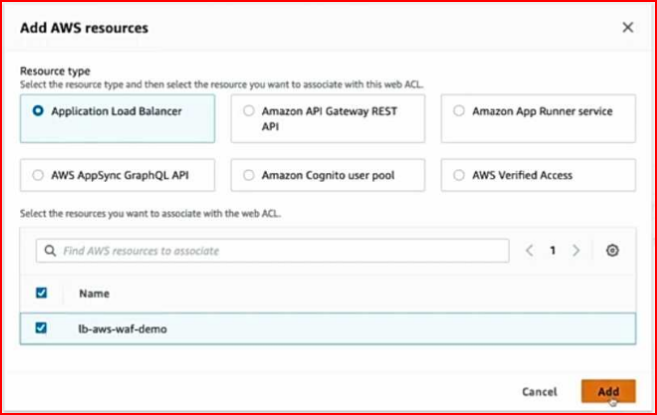 Add AWS resources
Resource type
Select the resource type and then select the resource you want to associate with this web ACL.
Application Load Balancer
Amazon API Gateway REST
API
Amazon App Runner service
AWS AppSync GraphQL API
Amazon Cognito user pool
AWS Verified Access
Select the resources you want to associate with the web ACL.
Find AWS resources to associate
1
Name
lb-aws-waf-demo
Cancel
Add